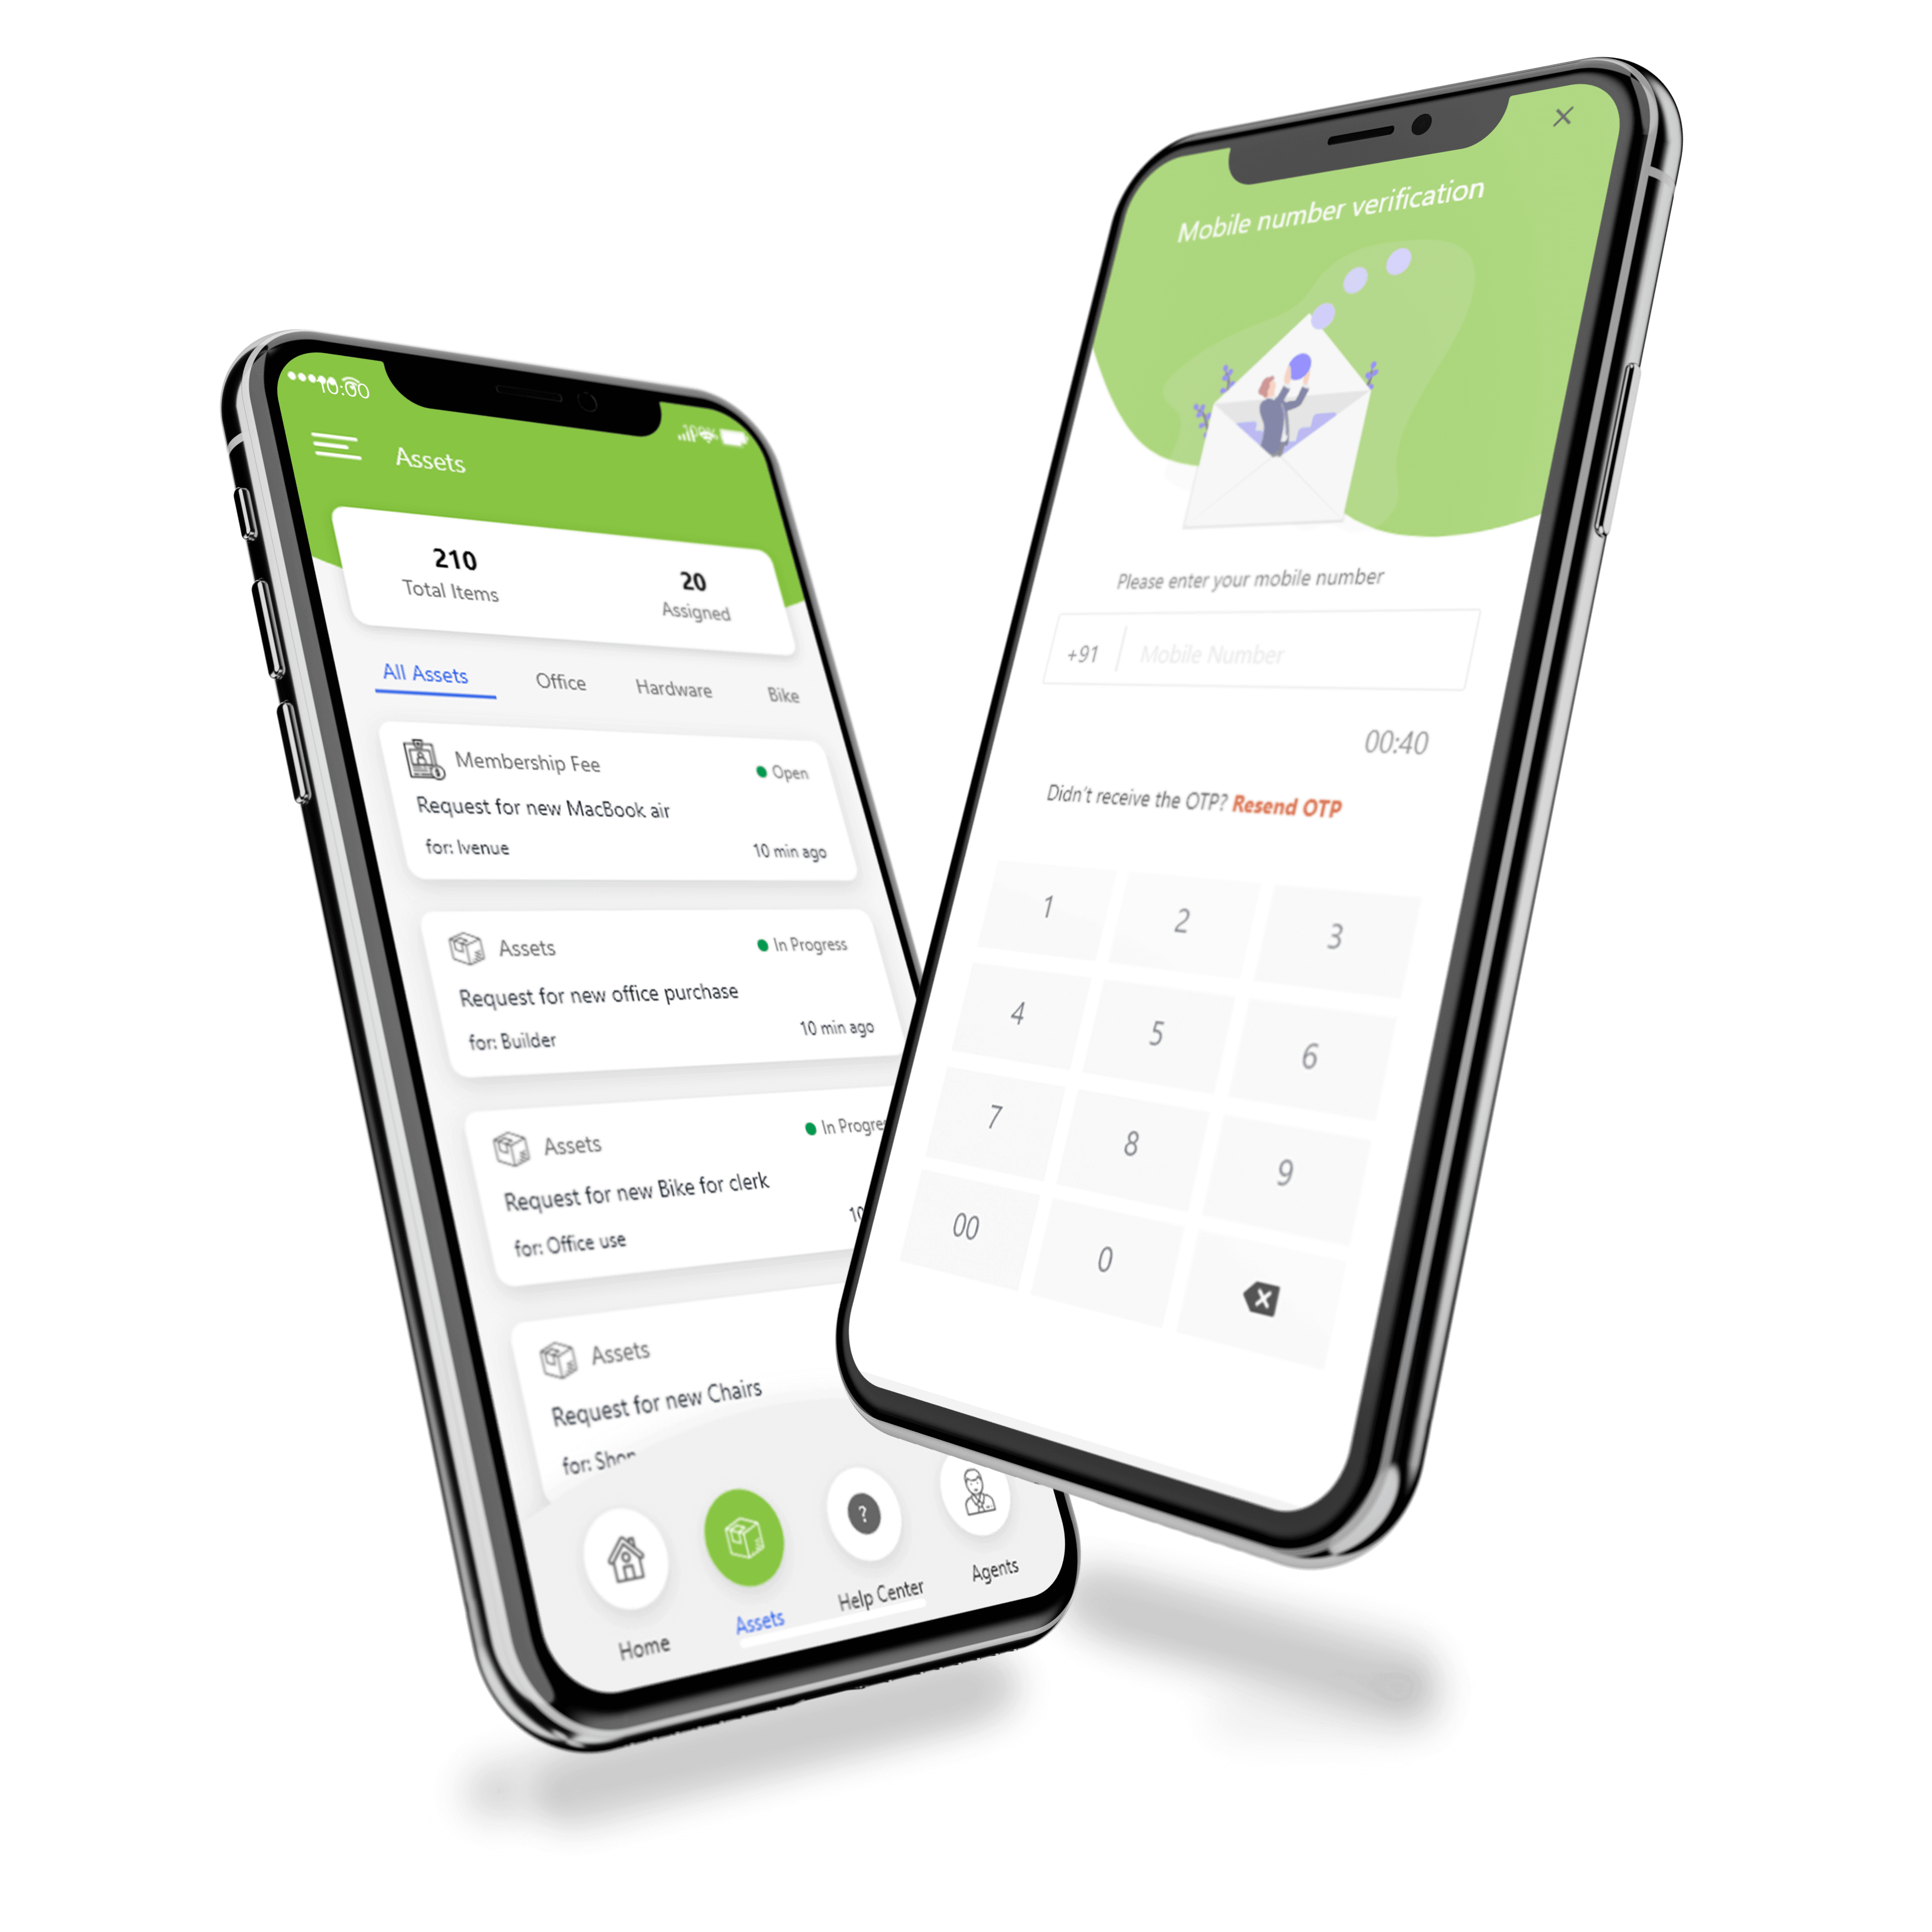 10:00
100%
Assets
210
Total Items
20
Assigned
All Assets Office Hardware Bike
Membership Fee
Open
Request for new MacBook air
for: Ivenue
10 min ago
Assets
In Progress
Request for new office purchase
for: Builder
10 min ago
Assets
In Progre
Request for new Bike for clerk
10
for: Office use
Assets
Request for new Chairs
for: Shop
Home
Assets
Help Center
Agents
Mobile number verification
Please enter your mobile number
+91 Mobile Number
00:40
Didn't receive the OTP? Resend OTP
1 2 3
4 5 6
7 8 9
00 0